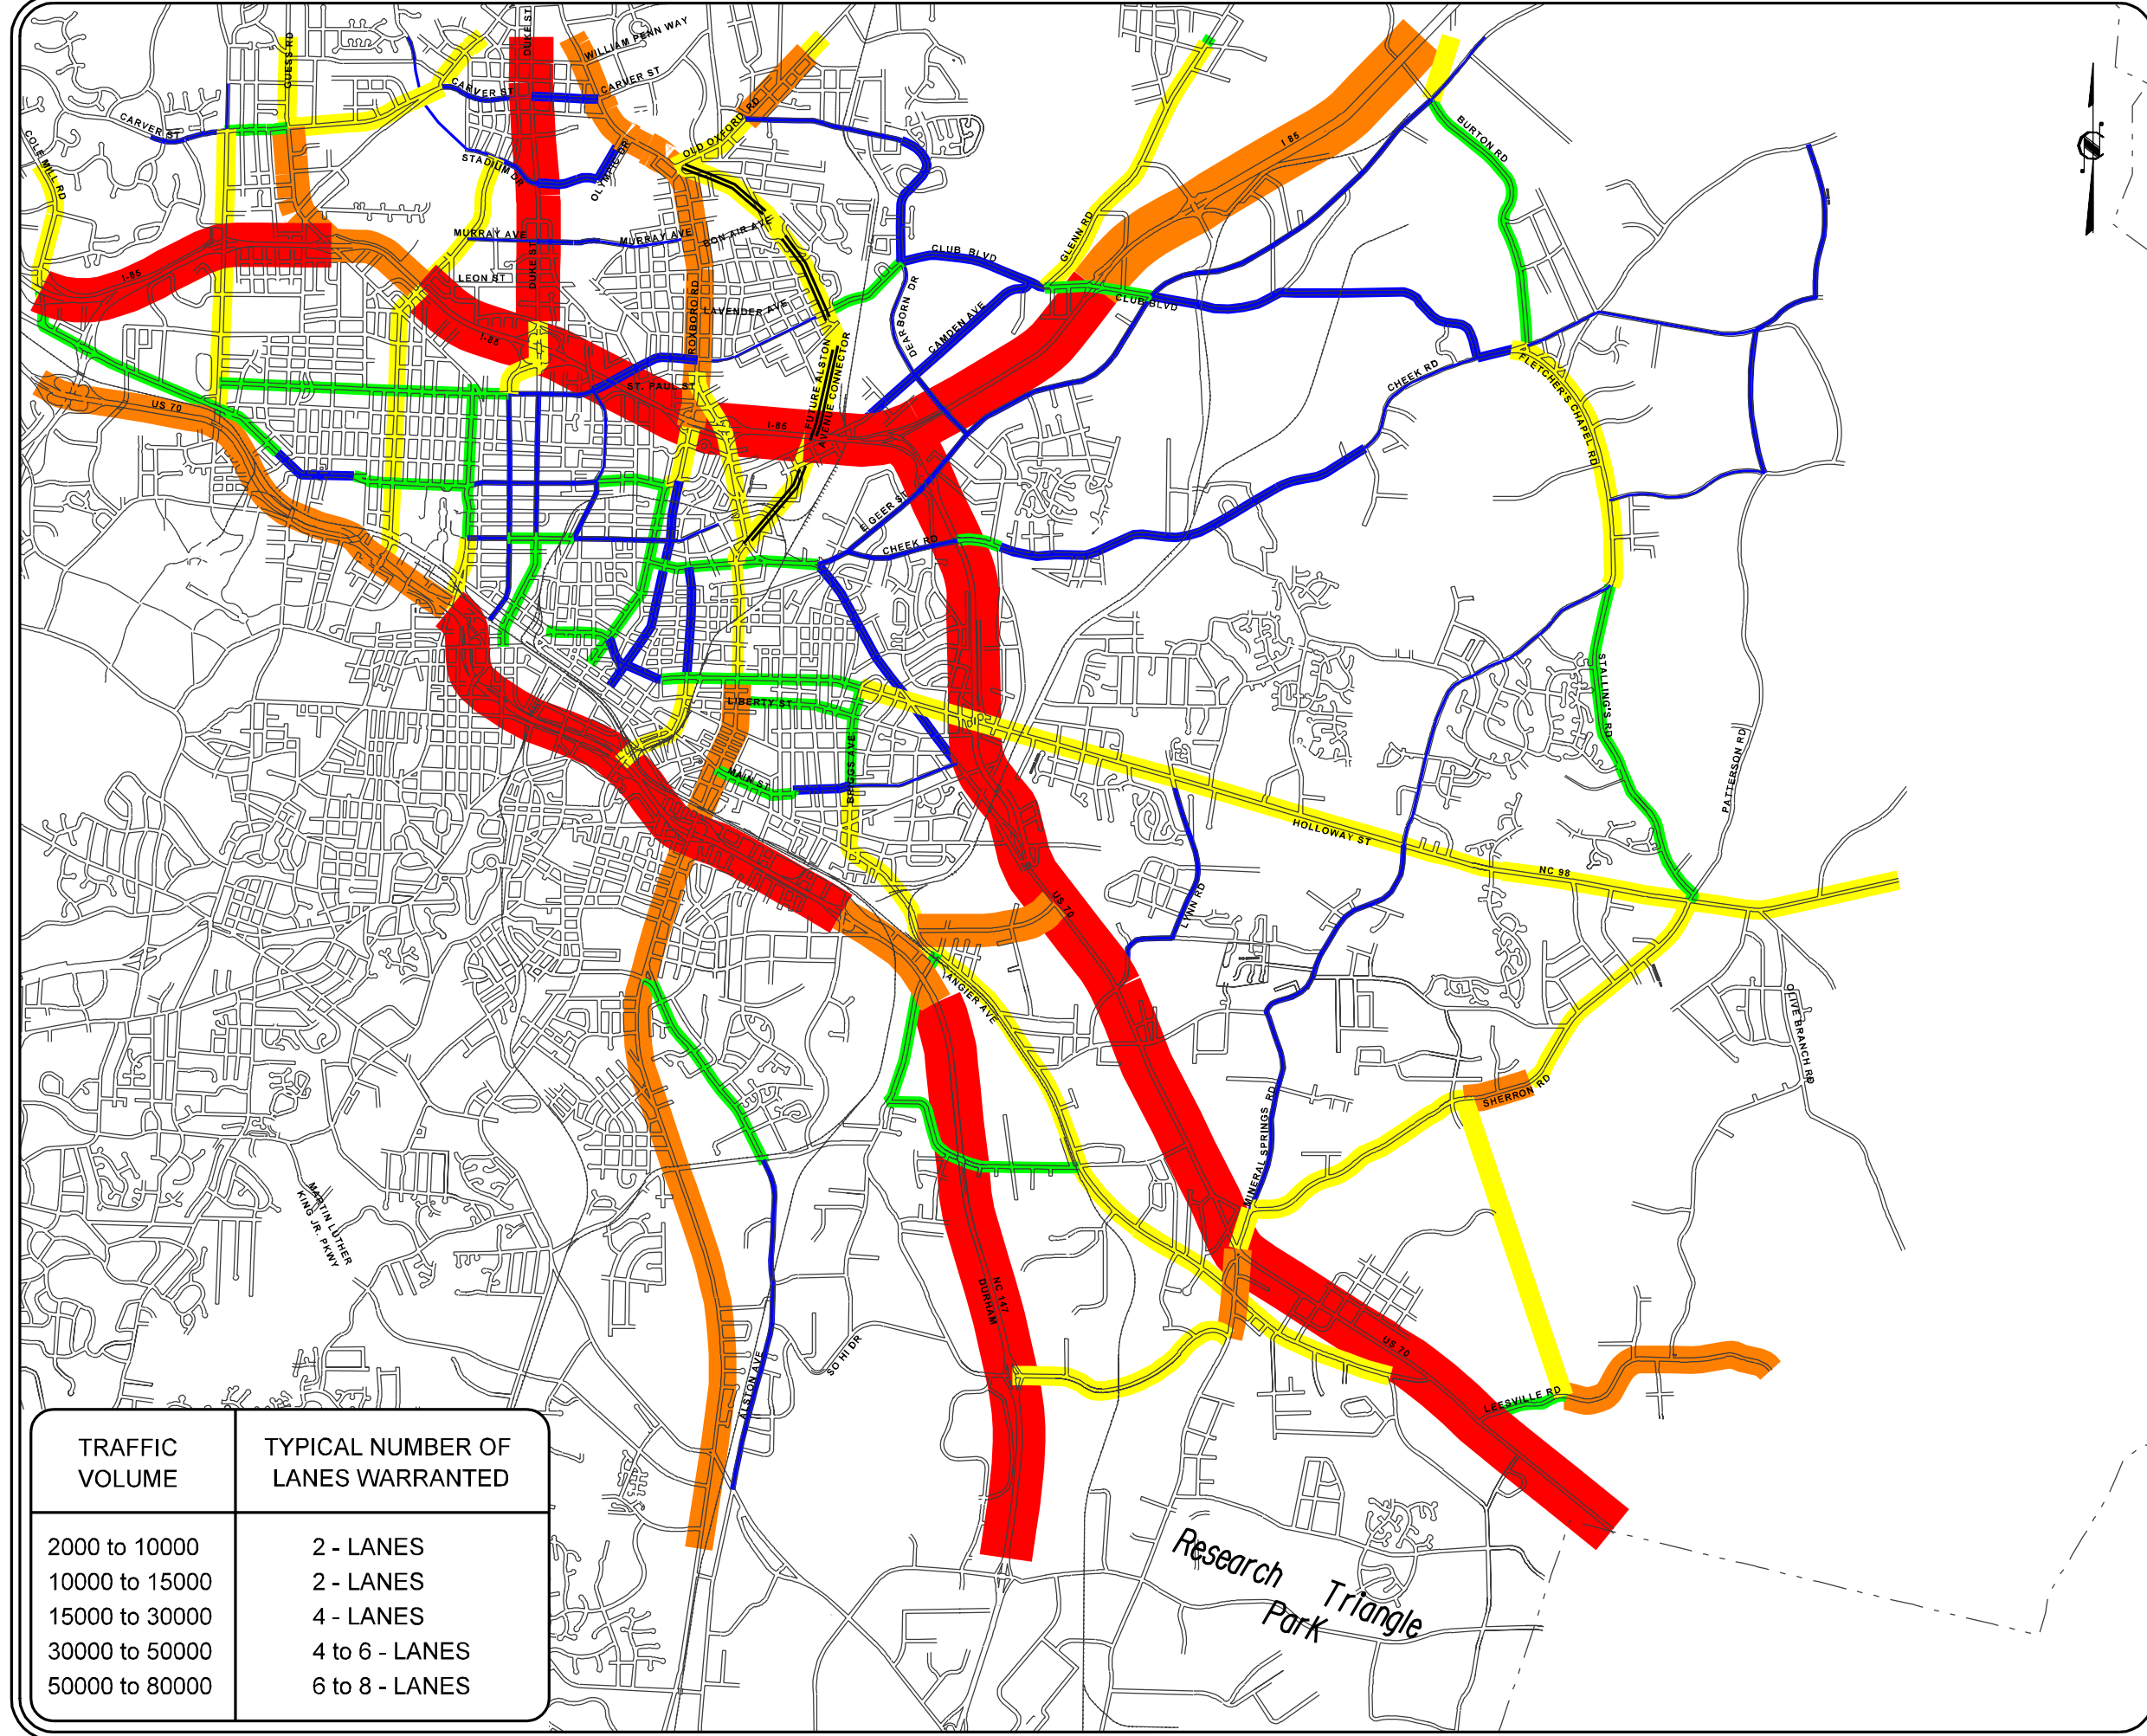 DUKE ST
GUESS RD
WILLIAM PENN WAY
CARVER ST
CARVER ST
CARVER ST
COLE MILL RD
OLD OXFORD RD
STADIUM DR
OLYMPIC DR
BURTON RD
I 85
MURRAY AVE
MURRAY AVE
BON AIR AVE
GLENN RD
CLUB BLVD
I-85
LEON ST
DUKE ST
ROXBORO RD
LAVENDER AVE
DEARBORN DR
CAMDEN AVE
CLUB BLVD
I-85
FUTURE ALSTON
AVENUE CONNECTOR
ST. PAUL ST
CHEEK RD
FLETCHER'S CHAPEL RD
US 70
I-85
E GEER ST
CHEEK RD
STALLING'S RD
LIBERTY ST
BRIGGS AVE
MAIN ST
PATTERSON RD
HOLLOWAY ST
NC 98
US 70
LYNN RD
ANGIER AVE
OLIVE BRANCH RD
SHERRON RD
MINERAL SPRINGS RD
MARTIN LUTHER
KING JR. PKWY
NC 147
DURHAM
SO HI DR
ALSTON AVE
US 70
LEESVILLE RD
Research
Triangle
Park
TRAFFIC
VOLUME
TYPICAL NUMBER OF
LANES WARRANTED
2000 to 10000 2 - LANES
10000 to 15000 2 - LANES
15000 to 30000 4 - LANES
30000 to 50000 4 to 6 - LANES
50000 to 80000 6 to 8 - LANES